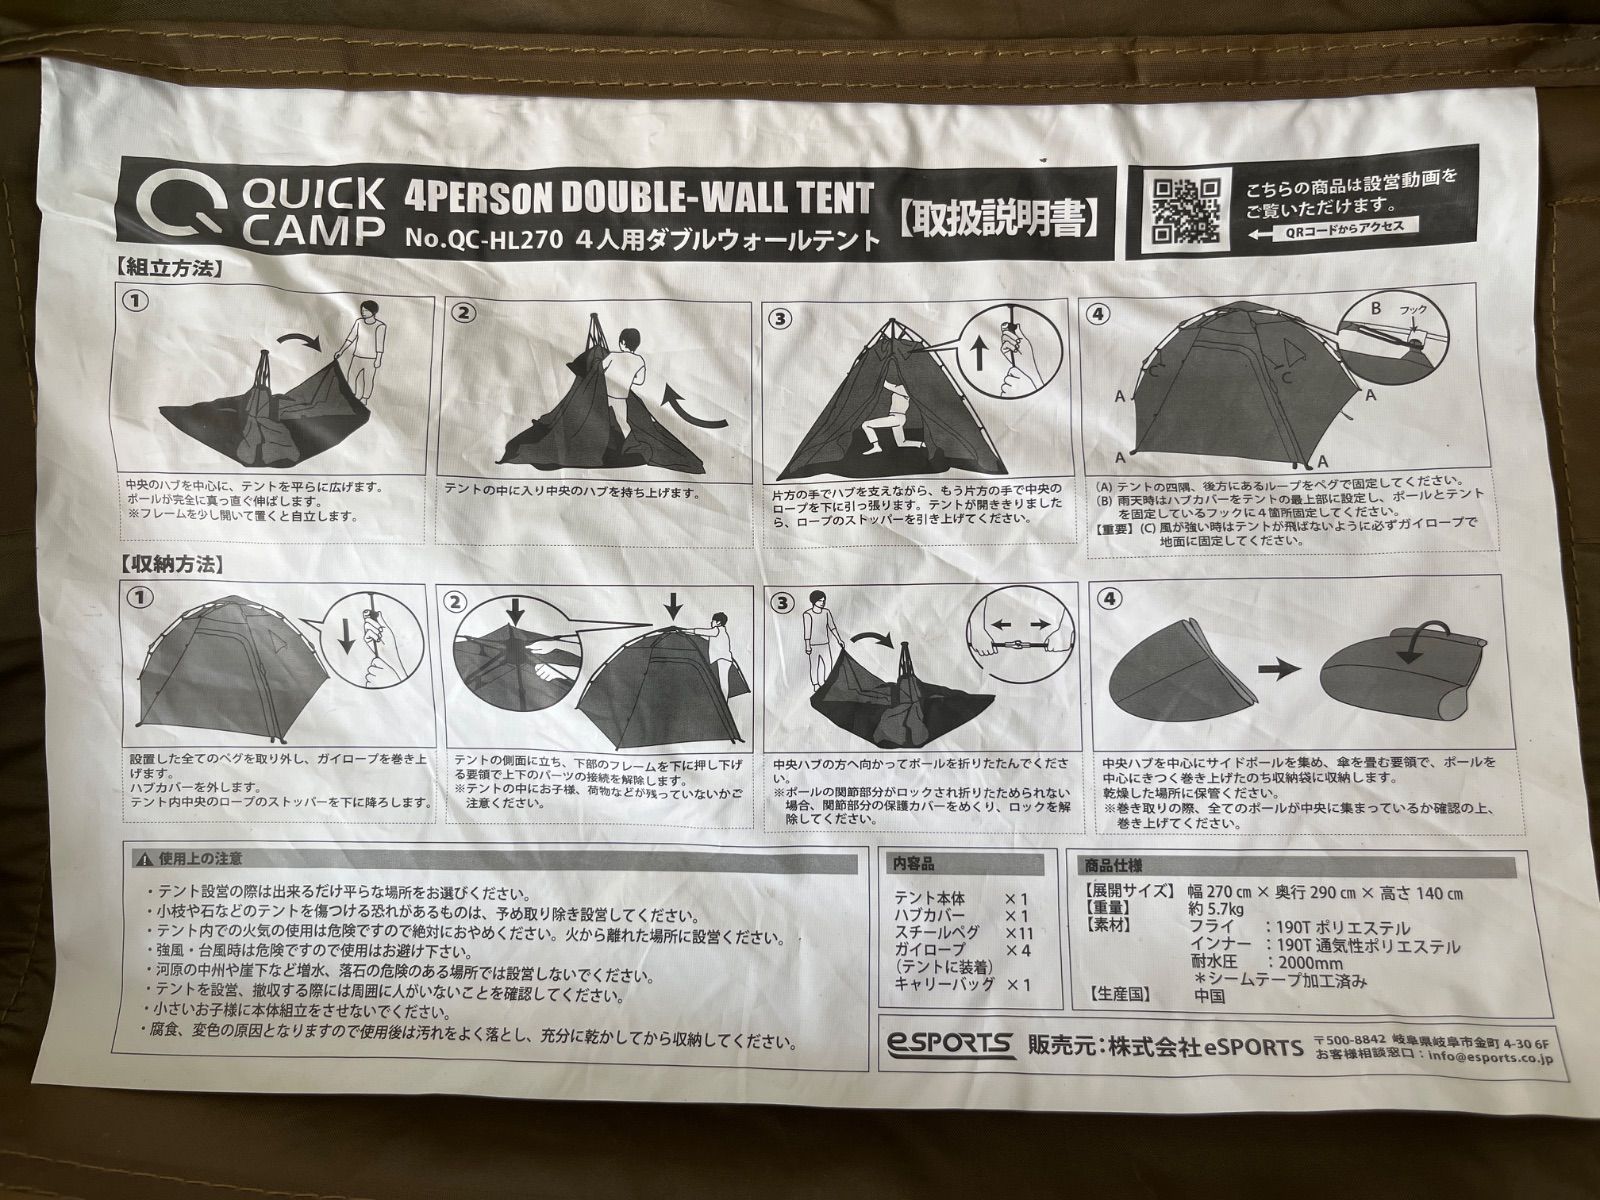 QUICK
CAMP
4PERSON DOUBLE-WALL TENT
No.QC-HL270 4人用ダブルウォールテント
【取扱説明書】
こちらの商品は設営動画を
ご覧いただけます。
QRコードからアクセス
【組立方法】
①
中央のハブを中心に、テントを平らに広げます。
ポールが完全に真っ直ぐ伸ばします。
※フレームを少し開いて置くと自立します。
②
テントの中に入り中央のハブを持ち上げます。
③
片方の手でハブを支えながら、もう片方の手で中央の
ロープを下に引っ張ります。テントが開ききりました
ら、ロープのストッパーを引き上げてください。
④
B フック
A
A
A
A
C
C
(A) テントの四隅、後方にあるループをペグで固定してください。
(B) 雨天時はハブカバーをテントの最上部に設定し、ポールとテント
を固定しているフックに4箇所固定してください。
【重要】(C) 風が強い時はテントが飛ばないように必ずガイロープで
地面に固定してください。
【収納方法】
①
設置した全てのペグを取り外し、ガイロープを巻き上
げます。
ハブカバーを外します。
テント内中央のロープのストッパーを下に降ろします。
②
テントの側面に立ち、下部のフレームを下に押し下げ
る要領で上下のパーツの接続を解除します。
※テントの中にお子様、荷物などが残っていないかご
注意ください。
③
中央ハブの方へ向かってポールを折りたたんでくださ
い。
※ポールの関節部分がロックされ折りたためられない
場合、関節部分の保護カバーをめくり、ロックを解
除してください。
④
中央ハブを中心にサイドポールを集め、傘を畳む要領で、ポールを
中心にきつく巻き上げたのち収納袋に収納します。
乾燥した場所に保管ください。
※巻き取りの際、全てのポールが中央に集まっているか確認の上、
巻き上げてください。
使用上の注意
・テント設営の際は出来るだけ平らな場所をお選びください。
・小枝や石などのテントを傷つける恐れがあるものは、予め取り除き設営してください。
・テント内での火気の使用は危険ですので絶対におやめください。火から離れた場所に設営ください。
・強風・台風時は危険ですので使用はお避け下さい。
・河原の中州や崖下など増水、落石の危険のある場所では設営しないでください。
・テントを設営、撤収する際には周囲に人がいないことを確認してください。
・小さいお子様に本体組立をさせないでください。
・腐食、変色の原因となりますので使用後は汚れをよく落とし、充分に乾かしてから収納してください。
内容品
テント本体 ×1
ハブカバー ×1
スチールペグ ×11
ガイロープ ×4
(テントに装着)
キャリーバッグ ×1
商品仕様
【展開サイズ】 幅 270 cm × 奥行 290 cm × 高さ 140 cm
【重量】 約 5.7kg
【素材】 フライ :190T ポリエステル
インナー :190T 通気性ポリエステル
耐水圧 :2000mm
＊シームテープ加工済み
【生産国】 中国
eSPORTS 販売元:株式会社 eSPORTS
〒500-8842 岐阜県岐阜市金町 4-30 6F
お客様相談窓口:info@esports.co.jp